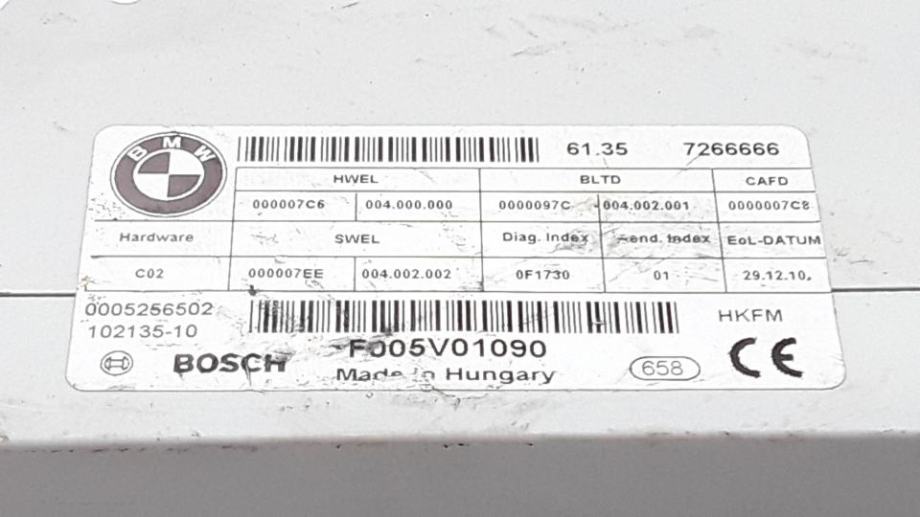 BMW
61.35 7266666
HWEL BLTD CAFD
000007C6 004.000.000 0000097C 004.002.001 0000007C8
Hardware SWEL Diag. Index end. Index EoL-DATUM
C02 000007EE 004.002.002 0F1730 01 29.12.10
0005256502 HKFM
102135-10
BOSCH F005V01090
Made in Hungary 658 CE